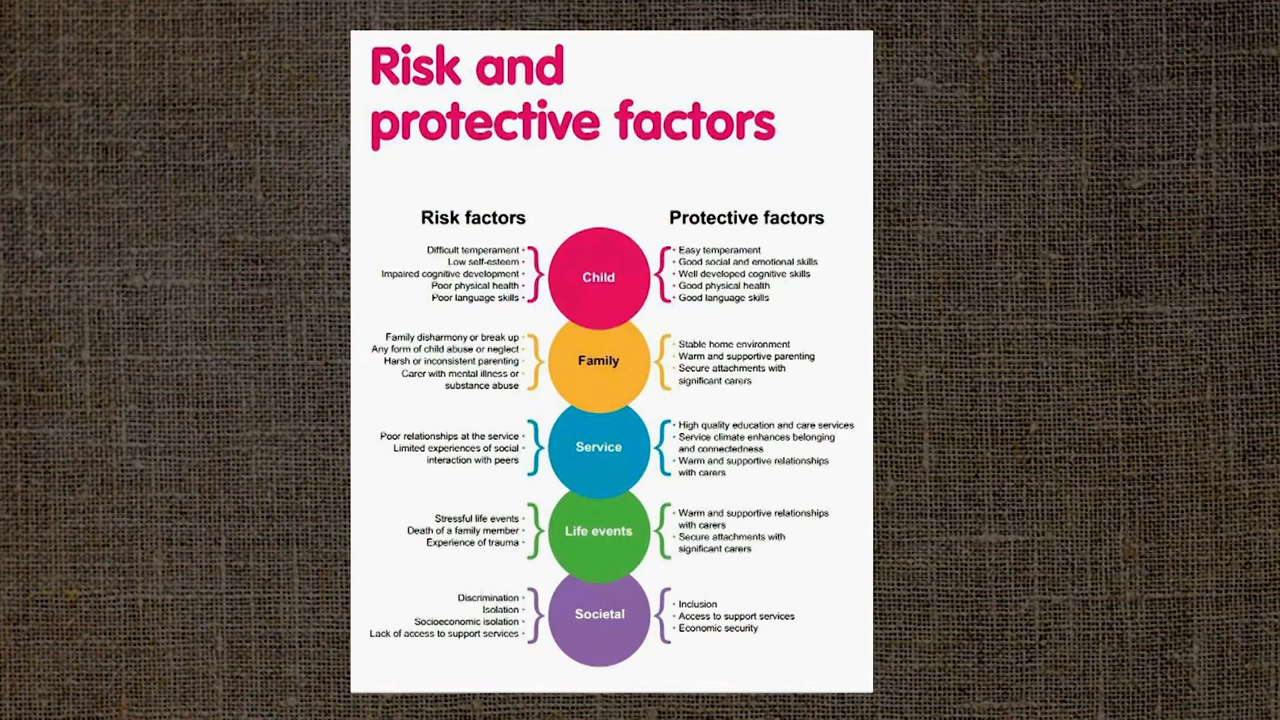 Risk and
protective factors
Risk factors
Protective factors
Difficult temperament •
Low self-esteem •
Impaired cognitive development •
Poor physical health •
Poor language skills •
Child
• Easy temperament
• Good social and emotional skills
• Well developed cognitive skills
• Good physical health
• Good language skills
Family disharmony or break up •
Any form of child abuse or neglect •
Harsh or inconsistent parenting •
Carer with mental illness or •
substance abuse
Family
• Stable home environment
• Warm and supportive parenting
• Secure attachments with
significant carers
Poor relationships at the service •
Limited experiences of social •
interaction with peers
Service
• High quality education and care services
• Service climate enhances belonging
and connectedness
• Warm and supportive relationships
with carers
Stressful life events •
Death of a family member •
Experience of trauma •
Life events
• Warm and supportive relationships
with carers
• Secure attachments with
significant carers
Discrimination •
Isolation •
Socioeconomic isolation •
Lack of access to support services •
Societal
• Inclusion
• Access to support services
• Economic security